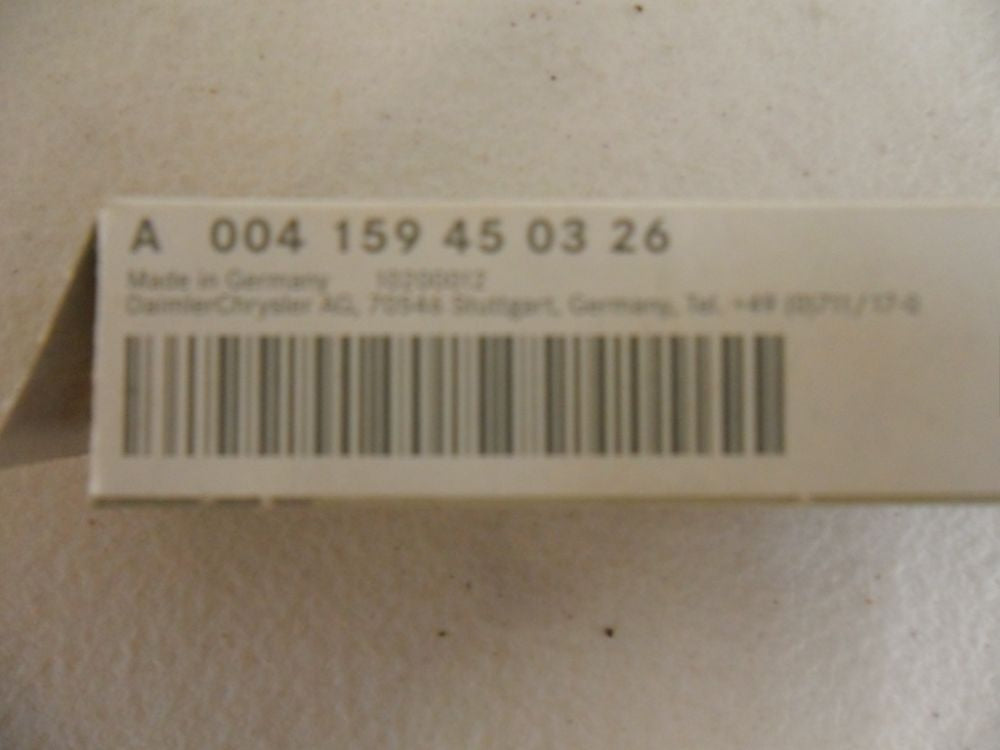 A 004 159 45 03 26
Made in Germany 10200012
DaimlerChrysler AG, 70546 Stuttgart, Germany, Tel. +49 (0)711/17-0